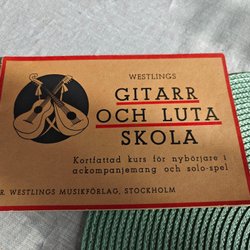 WESTLINGS
GITARR
OCH LUTA
SKOLA
Kortfattad kurs för nybörjare i
ackompanjemang och solo-spel
R. WESTLINGS MUSIKFÖRLAG, STOCKHOLM